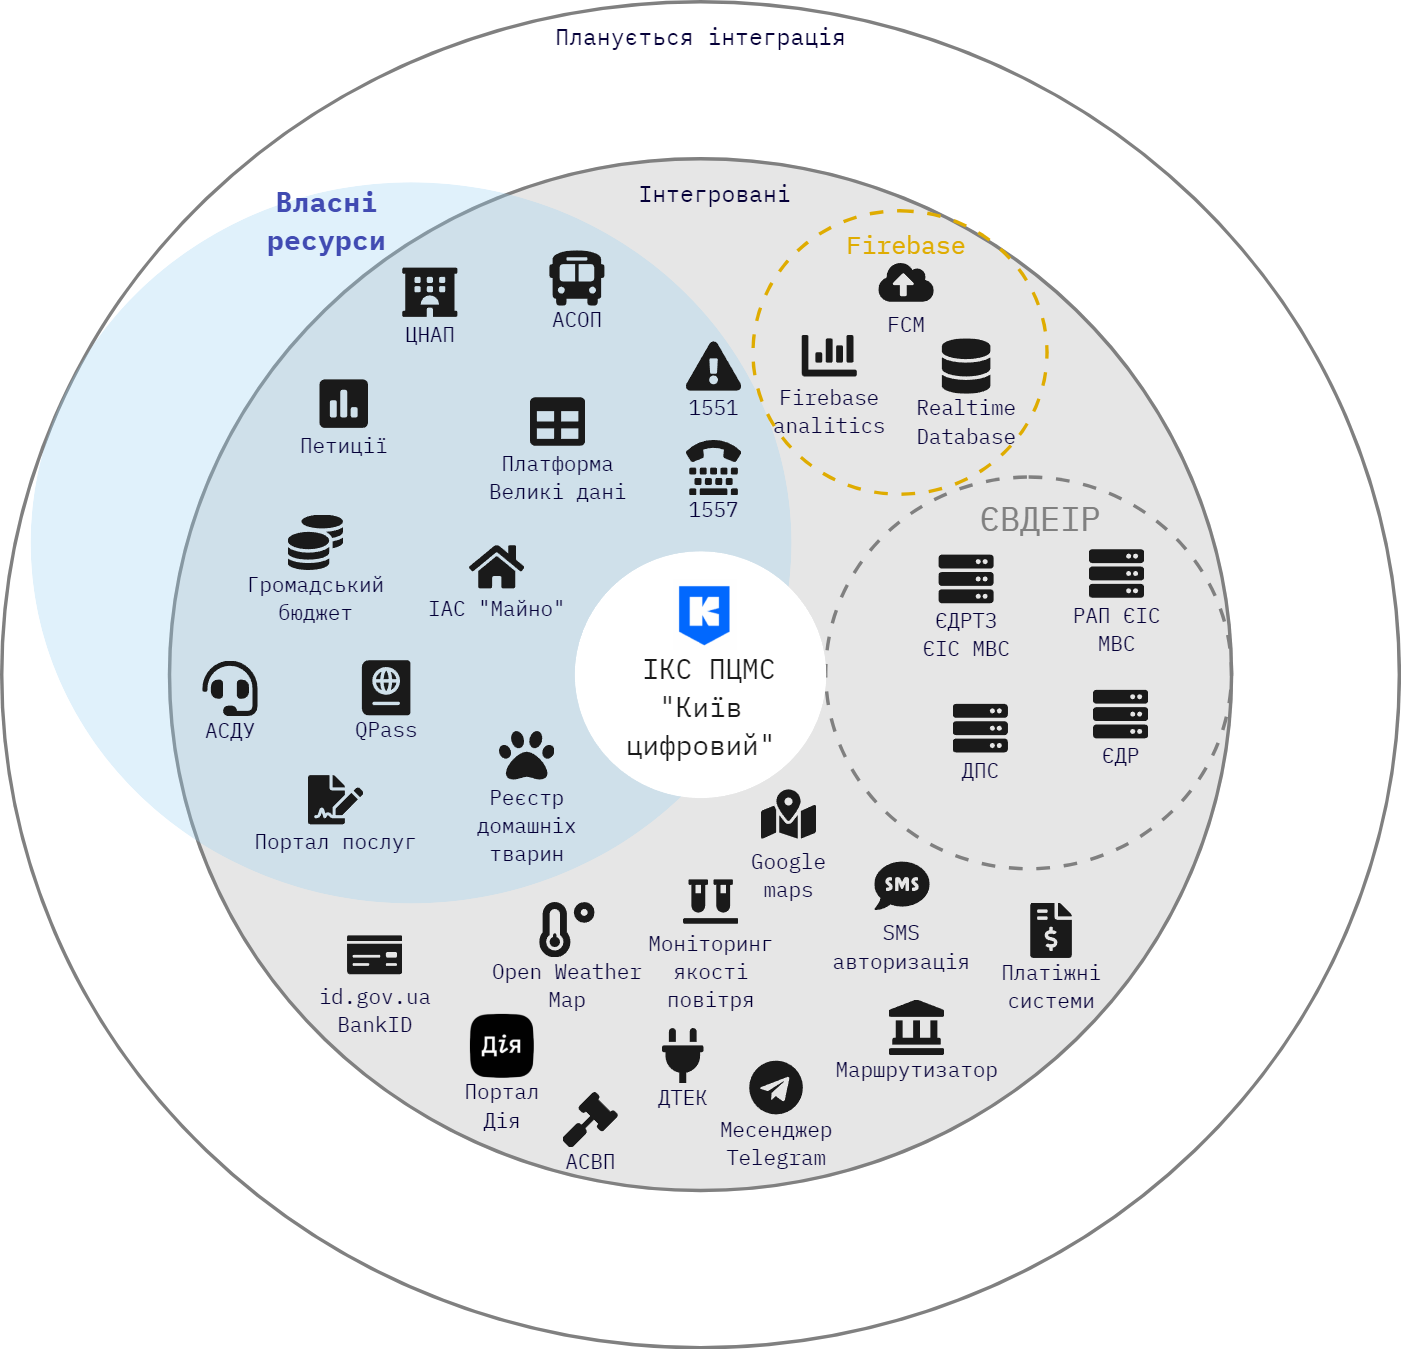 Планується інтеграція
Інтегровані
Власні
ресурси
ЦНАП
АСОП
1551
Петиції
Платформа
Великі дані
1557
Громадський
бюджет
ІАС "Майно"
АСДУ
QPass
Портал послуг
Реєстр
домашніх
тварин
Firebase
FCM
Firebase
analitics
Realtime
Database
ЄВДЕІР
ЄДРТЗ
ЄІС МВС
РАП ЄІС
МВС
ДПС
ЄДР
ІКС ПЦМС
"Київ
цифровий"
Google
maps
SMS
SMS
авторизація
Платіжні
системи
Open Weather
Map
Моніторинг
якості
повітря
id.gov.ua
BankID
Дія
Портал
Дія
АСВП
ДТЕК
Месенджер
Telegram
Маршрутизатор